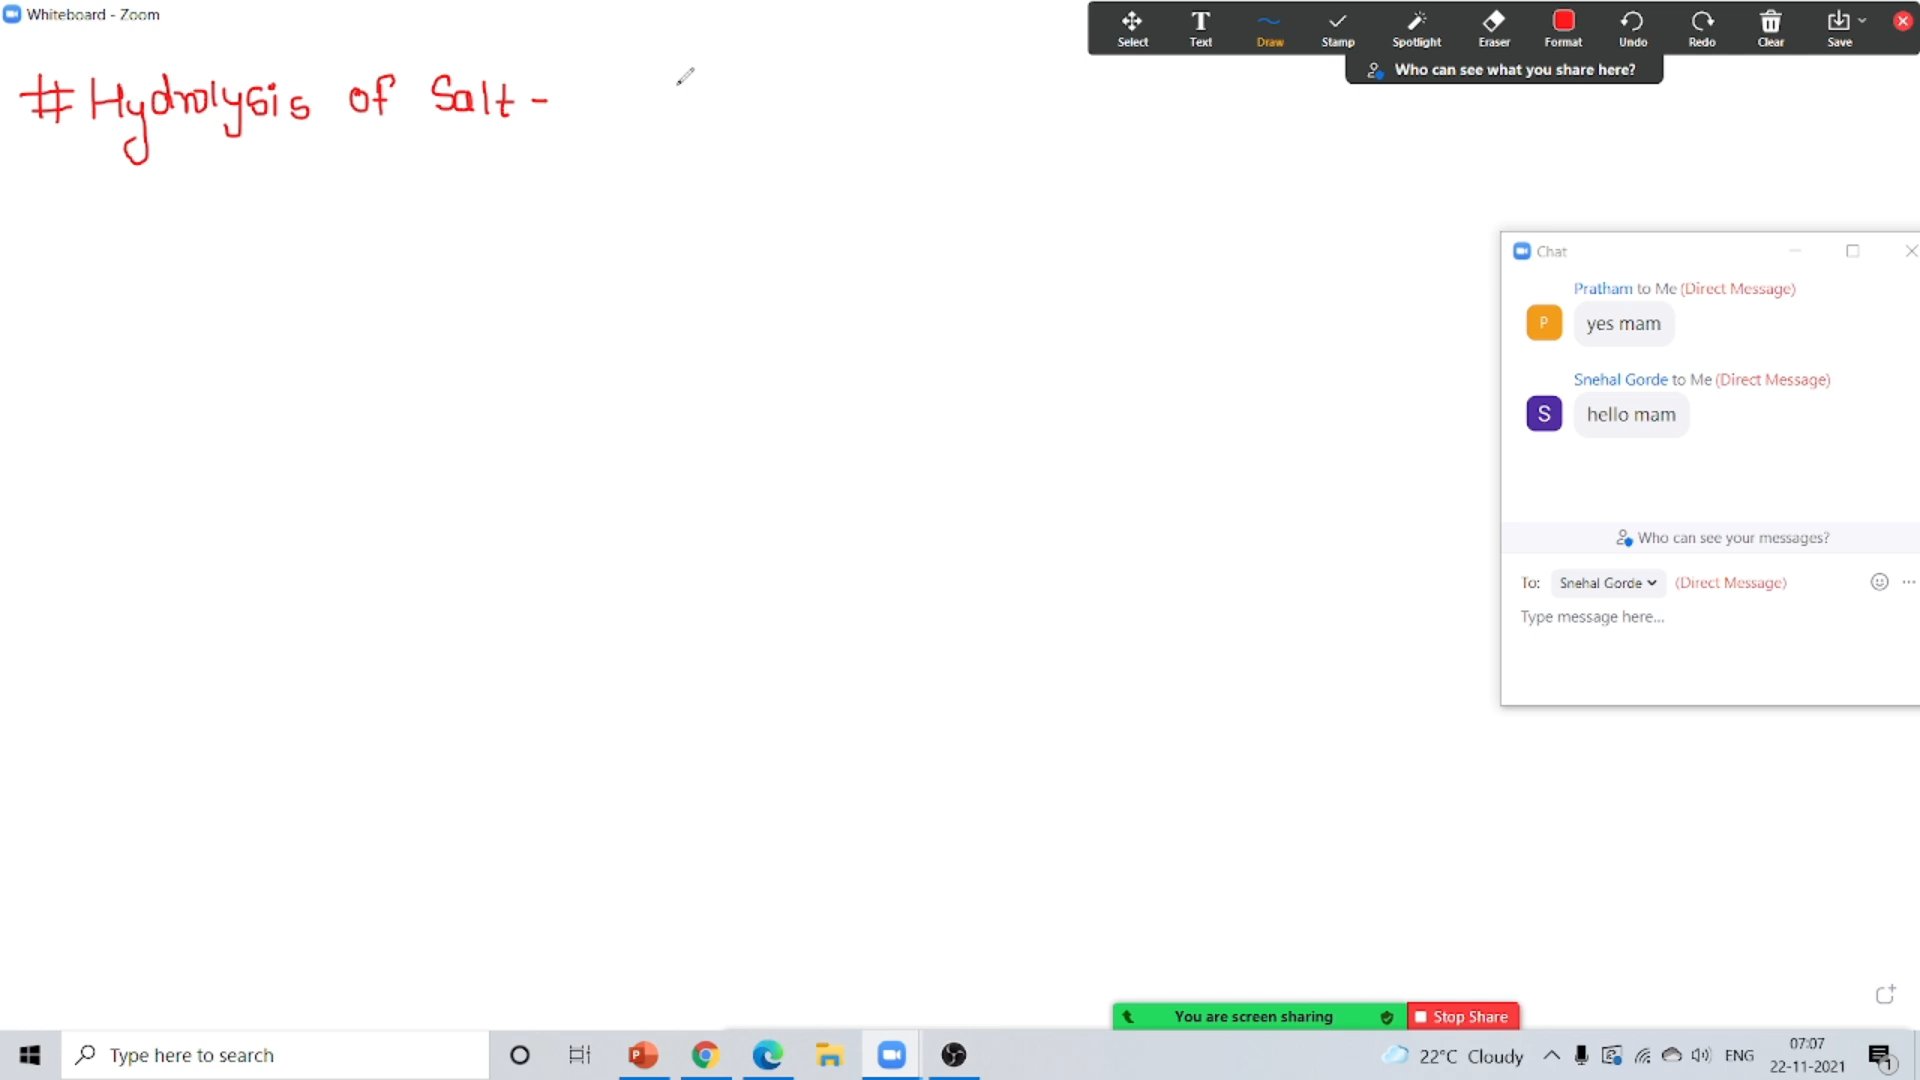 Whiteboard - Zoom
Select Text Draw Stamp Spotlight Eraser Format Undo Redo Clear Save
Who can see what you share here?
#Hydrolysis of Salt -
Chat
Pratham to Me (Direct Message)
P yes mam
Snehal Gorde to Me (Direct Message)
S hello mam
Who can see your messages?
To: Snehal Gorde (Direct Message)
Type message here...
You are screen sharing Stop Share
Type here to search
22°C Cloudy ENG 07:07
22-11-2021 1